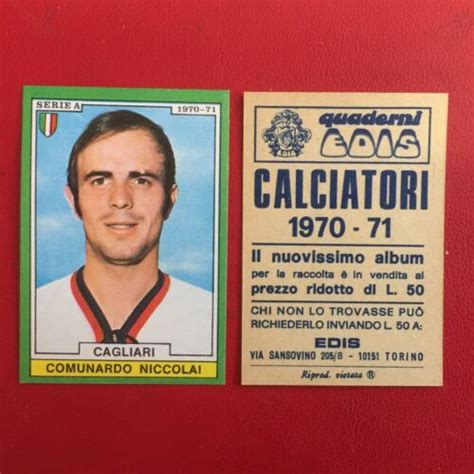 SERIE A
1970-71
CAGLIARI
COMUNARDO NICCOLAI
quaderni
EDIS
EDIS
CALCIATORI
1970 - 71
Il nuovissimo album
per la raccolta è in vendita al
prezzo ridotto di L. 50
CHI NON LO TROVASSE PUÒ
RICHIEDERLO INVIANDO L. 50 A:
EDIS
VIA SANSOVINO 205/8 - 10151 TORINO
Riprod. vietata ®